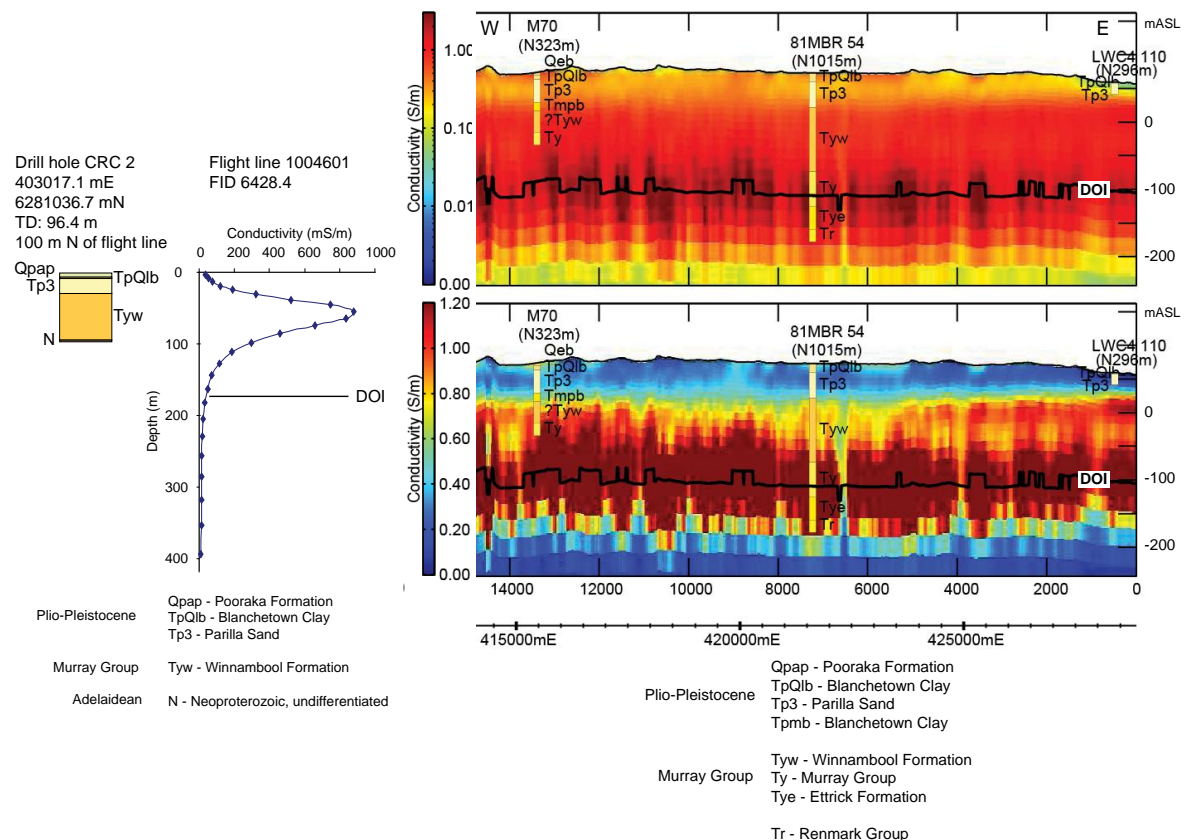 Drill hole CRC 2
403017.1 mE
6281036.7 mN
TD: 96.4 m
100 m N of flight line
Flight line 1004601
FID 6428.4
Conductivity (mS/m)
0 200 400 600 800 1000
Qpap
TpQlb
Tp3
Tyw
N
Depth (m)
0
100
200
300
400
DOI
Plio-Pleistocene
Qpap - Pooraka Formation
TpQlb - Blanchetown Clay
Tp3 - Parilla Sand
Murray Group
Tyw - Winnambool Formation
Adelaidean
N - Neoproterozoic, undifferentiated
Conductivity (S/m)
1.00
0.10
0.01
0.00
W
E
M70
(N323m)
Qeb
TpQlb
Tp3
Tmpb
?Tyw
Ty
81MBR 54
(N1015m)
TpQlb
Tp3
Tyw
Ty
Tye
Tr
LWC4
(N296m)
TpQlb
Tp3
DOI
mASL
110
0
-100
-200
Conductivity (S/m)
1.20
1.00
0.80
0.60
0.40
0.20
0.00
M70
(N323m)
Qeb
TpQlb
Tp3
Tmpb
?Tyw
Ty
81MBR 54
(N1015m)
TpQlb
Tp3
Tyw
Ty
Tye
Tr
LWC4
(N296m)
TpQlb
Tp3
DOI
mASL
110
0
-100
-200
14000 12000 10000 8000 6000 4000 2000 0
415000mE 420000mE 425000mE
Plio-Pleistocene
Qpap - Pooraka Formation
TpQlb - Blanchetown Clay
Tp3 - Parilla Sand
Tpmb - Blanchetown Clay
Murray Group
Tyw - Winnambool Formation
Ty - Murray Group
Tye - Ettrick Formation
Tr - Renmark Group